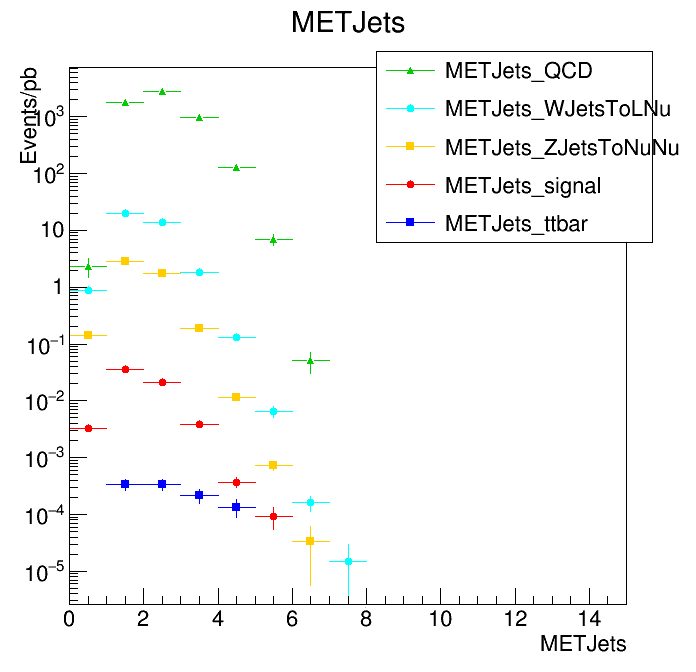 METJets
Events/pb
METJets_QCD
METJets_WJetsToLNu
METJets_ZJetsToNuNu
METJets_signal
METJets_ttbar
10³
10²
10
1
10⁻¹
10⁻²
10⁻³
10⁻⁴
10⁻⁵
0 2 4 6 8 10 12 14
METJets